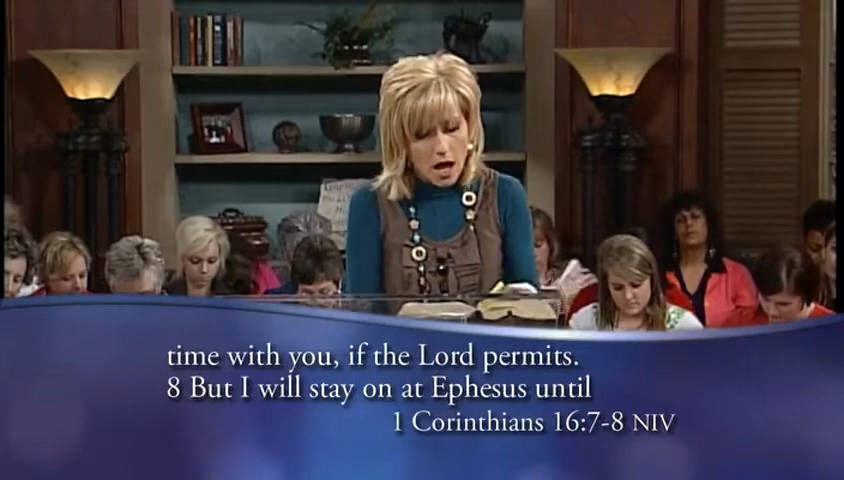 time with you, if the Lord permits.
8 But I will stay on at Ephesus until
1 Corinthians 16:7-8 NIV